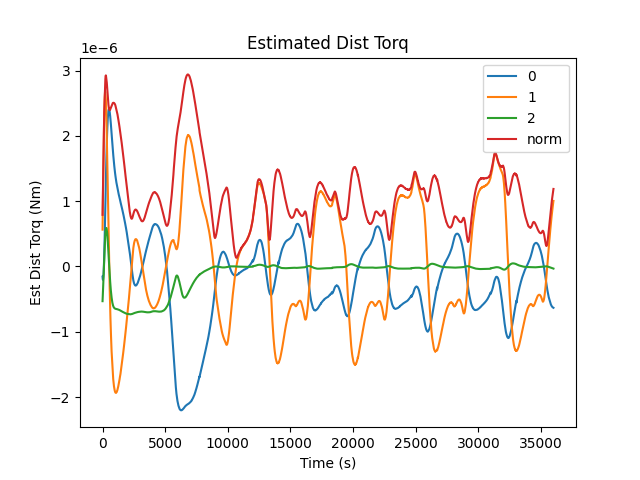 Estimated Dist Torq
1e−6
Est Dist Torq (Nm)
3
2
1
0
−1
−2
0
1
2
norm
0 5000 10000 15000 20000 25000 30000 35000
Time (s)